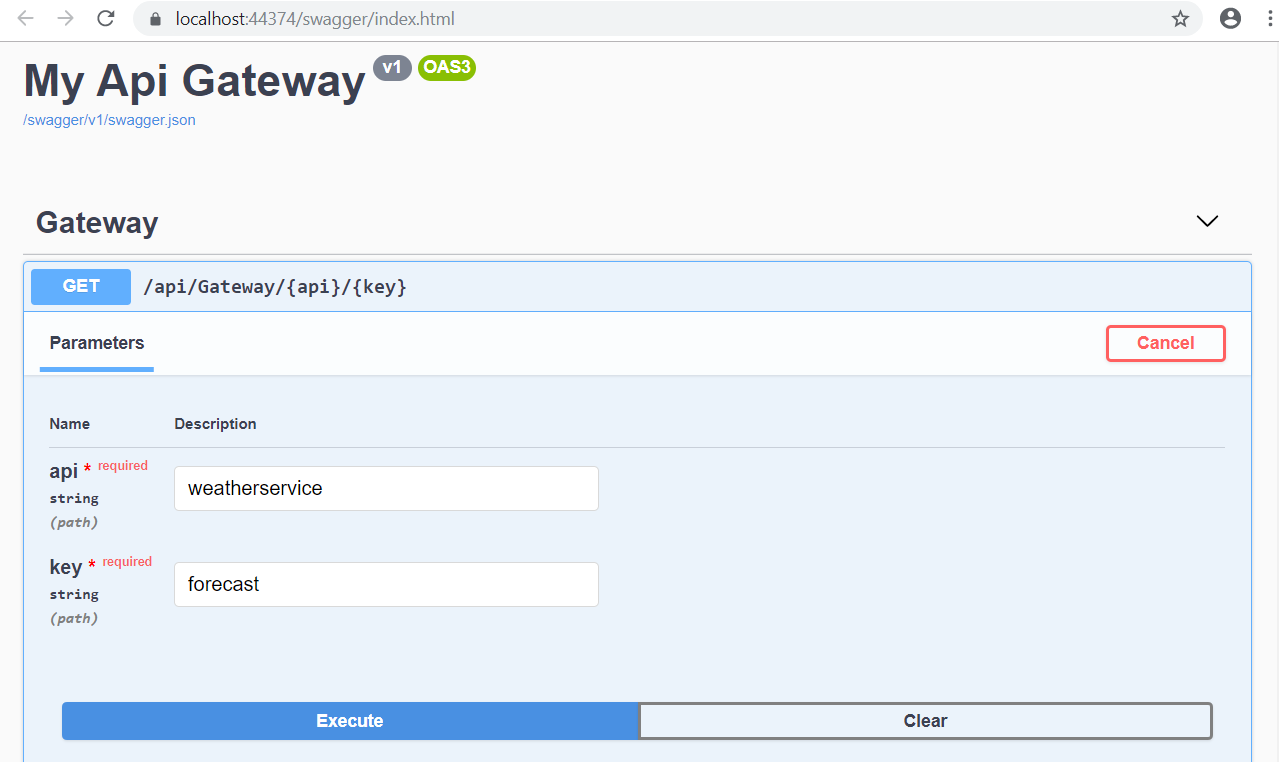 localhost:44374/swagger/index.html
My Api Gateway v1 OAS3
/swagger/v1/swagger.json
Gateway
GET /api/Gateway/{api}/{key}
Parameters Cancel
Name Description
api * required
string
(path)
weatherservice
key * required
string
(path)
forecast
Execute Clear